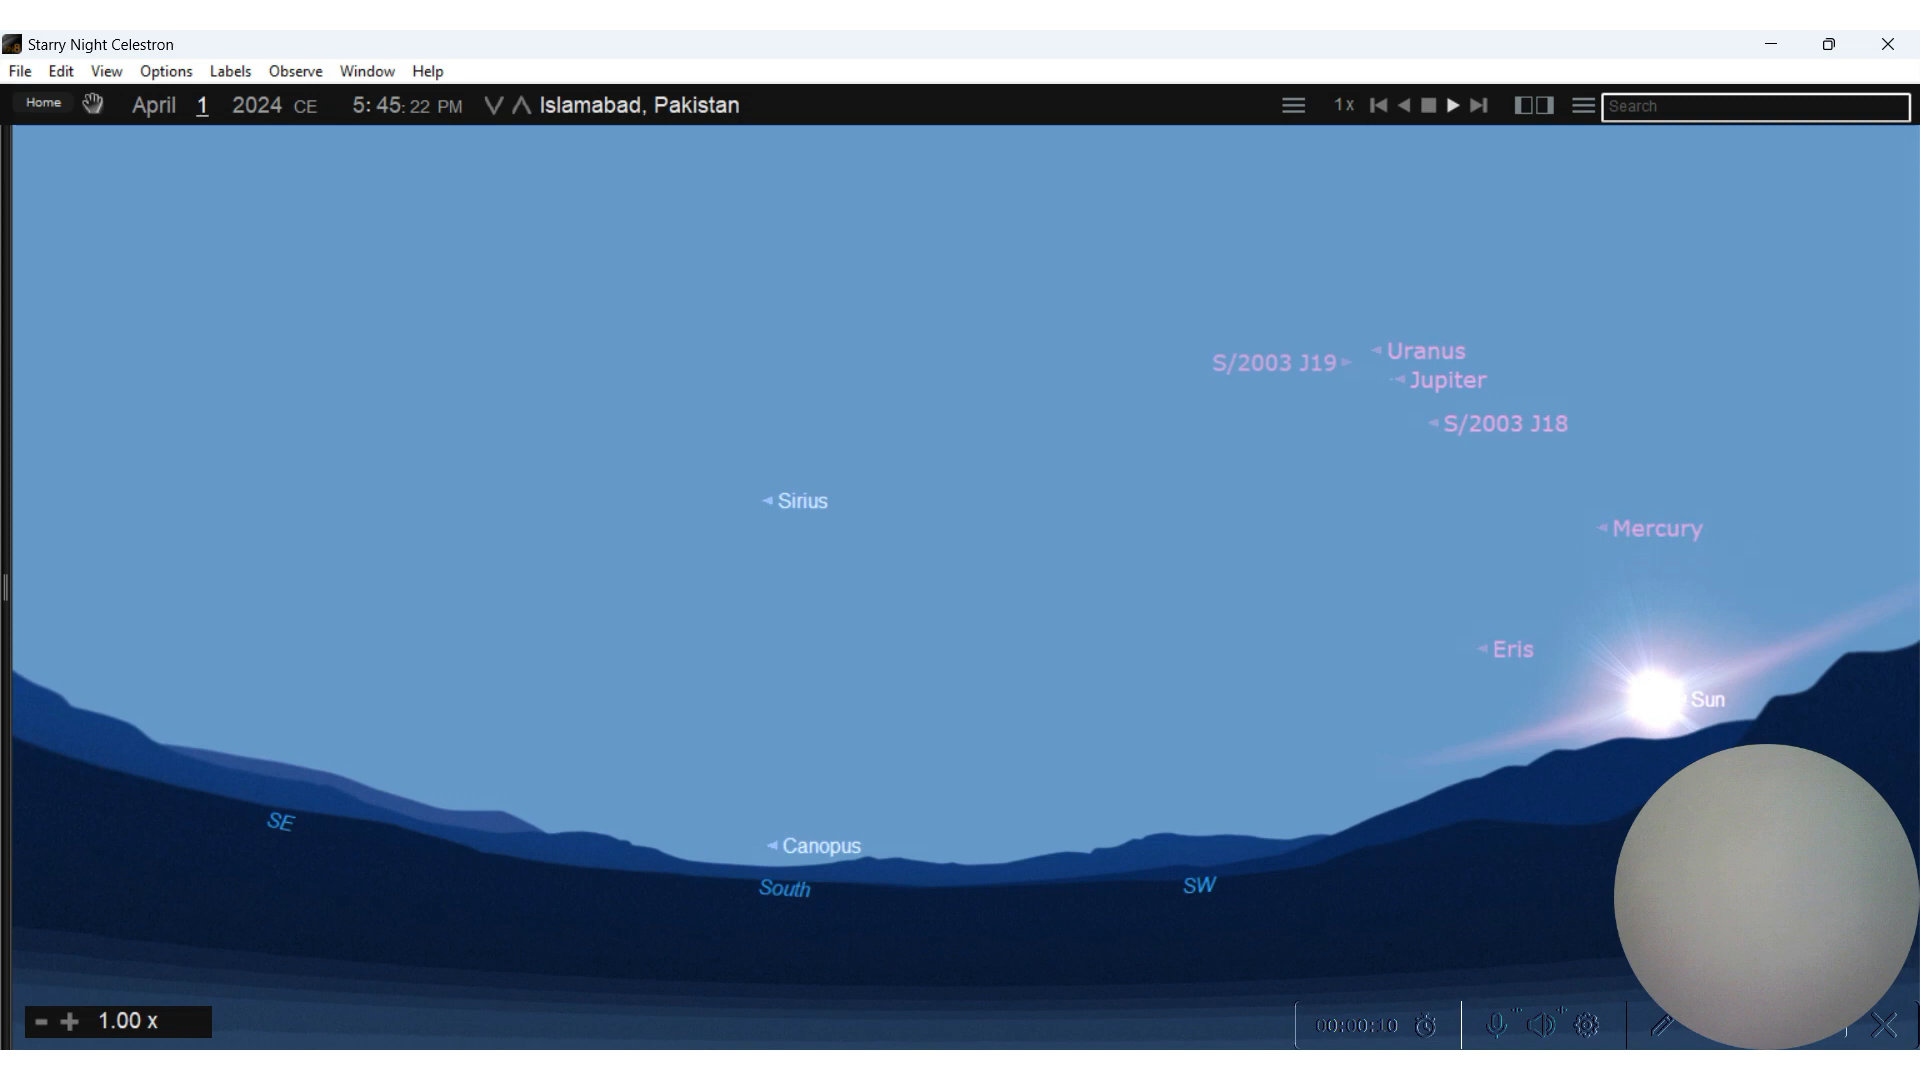 Starry Night Celestron
File Edit View Options Labels Observe Window Help
Home April 1 2024 CE 5:45:22 PM Islamabad, Pakistan 1x Search
Uranus
S/2003 J19
Jupiter
S/2003 J18
Sirius
Mercury
Eris
Sun
SE
Canopus
South
SW
1.00 x
00:00:10